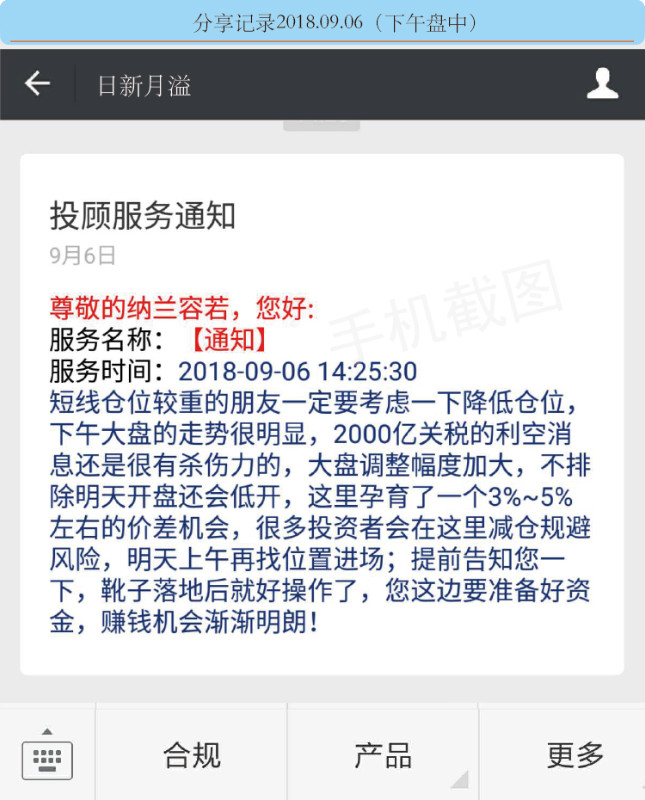 分享记录2018.09.06（下午盘中）
日新月溢
投顾服务通知
9月6日
尊敬的纳兰容若，您好:
服务名称：【通知】
服务时间：2018-09-06 14:25:30
短线仓位较重的朋友一定要考虑一下降低仓位，
下午大盘的走势很明显，2000亿关税的利空消
息还是很有杀伤力的，大盘调整幅度加大，不排
除明天开盘还会低开，这里孕育了一个3%~5%
左右的价差机会，很多投资者会在这里减仓规避
风险，明天上午再找位置进场；提前告知您一
下，靴子落地后就好操作了，您这边要准备好资
金，赚钱机会渐渐明朗！
手机截图
合规
产品
更多